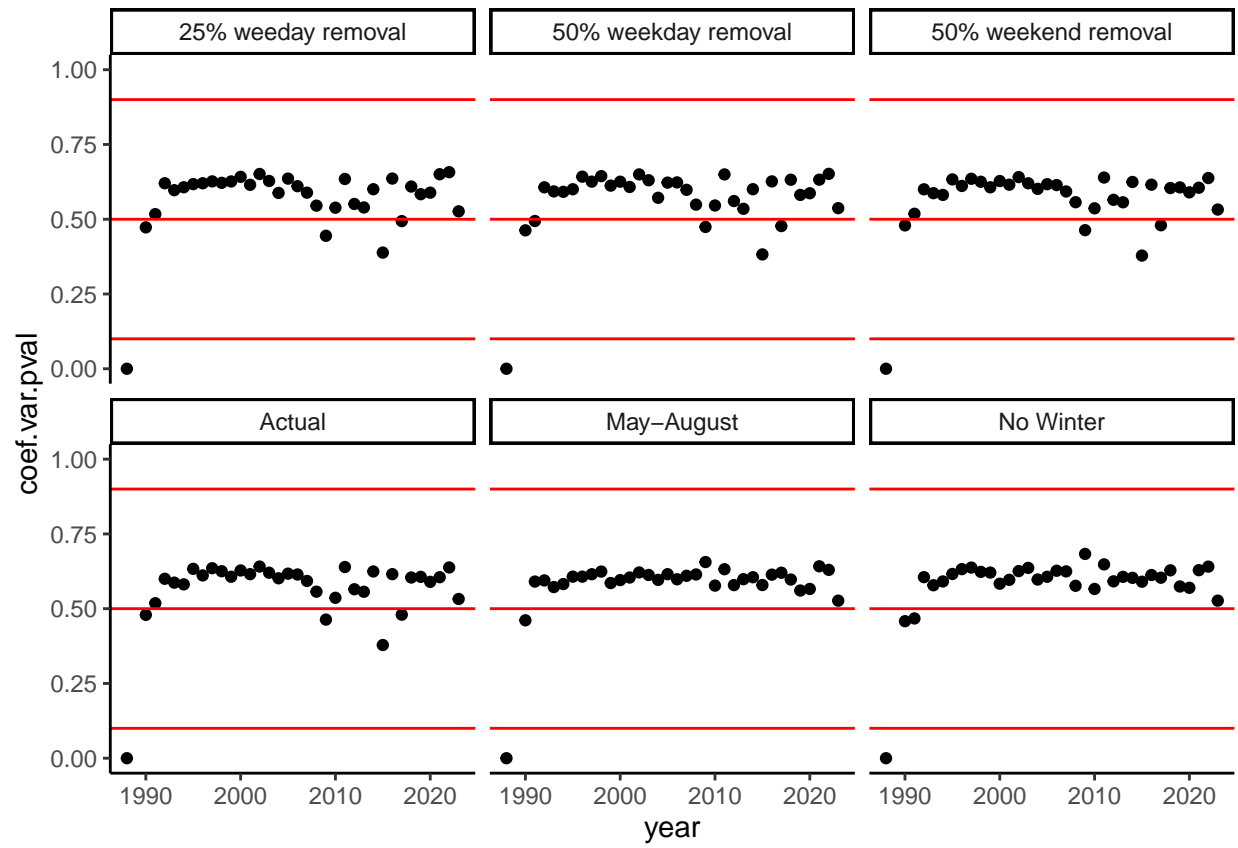 25% weeday removal
50% weekday removal
50% weekend removal
1.00
0.75
0.50
0.25
0.00
Actual
May−August
No Winter
1.00
0.75
0.50
0.25
0.00
1990 2000 2010 2020
1990 2000 2010 2020
1990 2000 2010 2020
year
coef.var.pval